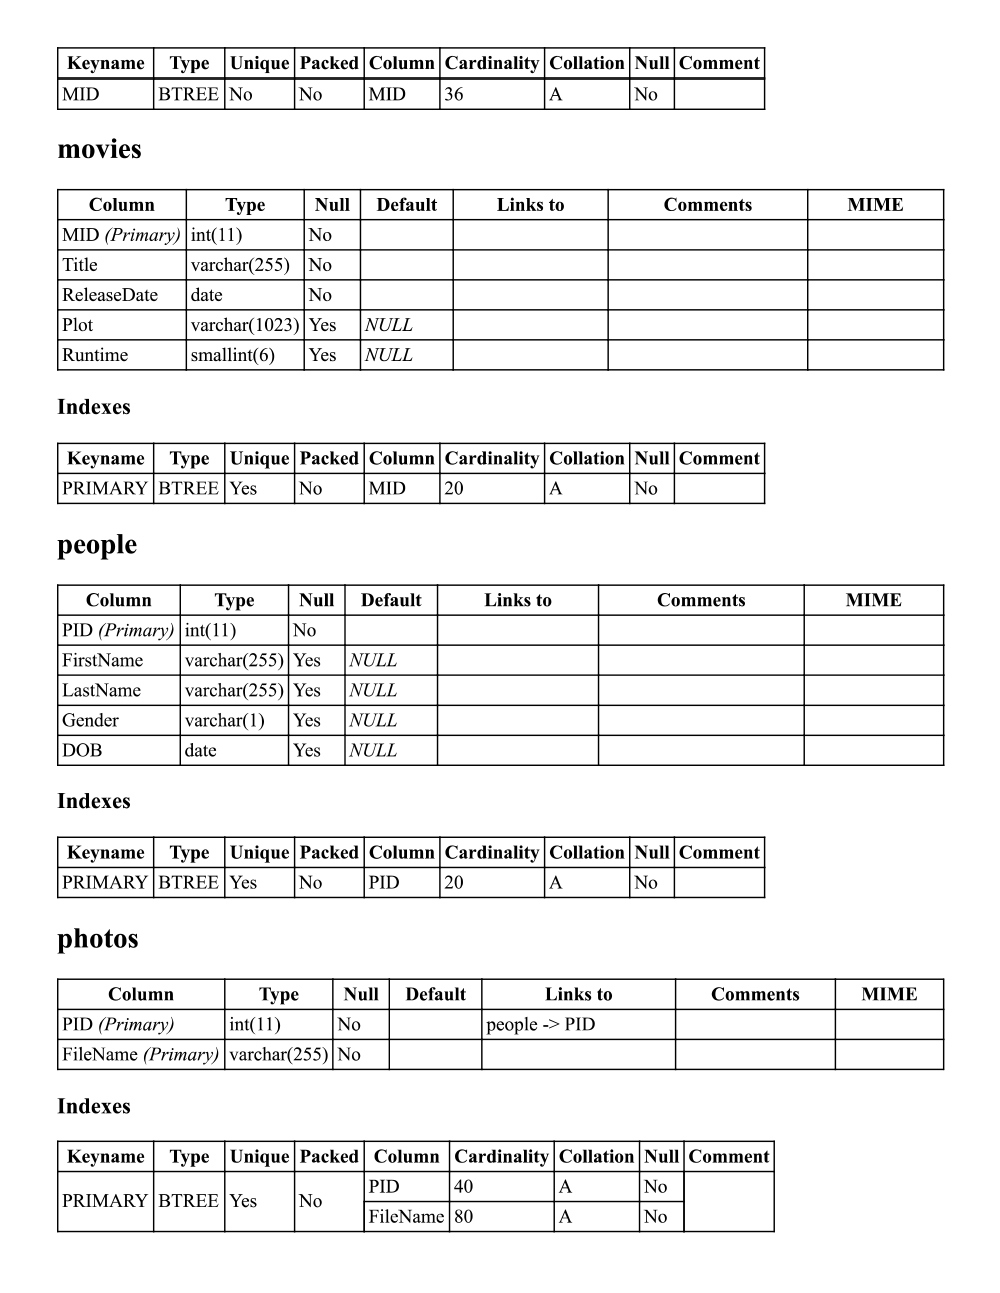 Keyname Type Unique Packed Column Cardinality Collation Null Comment
MID BTREE No No MID 36 A No
movies
Column Type Null Default Links to Comments MIME
MID (Primary) int(11) No
Title varchar(255) No
ReleaseDate date No
Plot varchar(1023) Yes NULL
Runtime smallint(6) Yes NULL
Indexes
Keyname Type Unique Packed Column Cardinality Collation Null Comment
PRIMARY BTREE Yes No MID 20 A No
people
Column Type Null Default Links to Comments MIME
PID (Primary) int(11) No
FirstName varchar(255) Yes NULL
LastName varchar(255) Yes NULL
Gender varchar(1) Yes NULL
DOB date Yes NULL
Indexes
Keyname Type Unique Packed Column Cardinality Collation Null Comment
PRIMARY BTREE Yes No PID 20 A No
photos
Column Type Null Default Links to Comments MIME
PID (Primary) int(11) No people -> PID
FileName (Primary) varchar(255) No
Indexes
Keyname Type Unique Packed Column Cardinality Collation Null Comment
PRIMARY BTREE Yes No PID 40 A No
FileName 80 A No